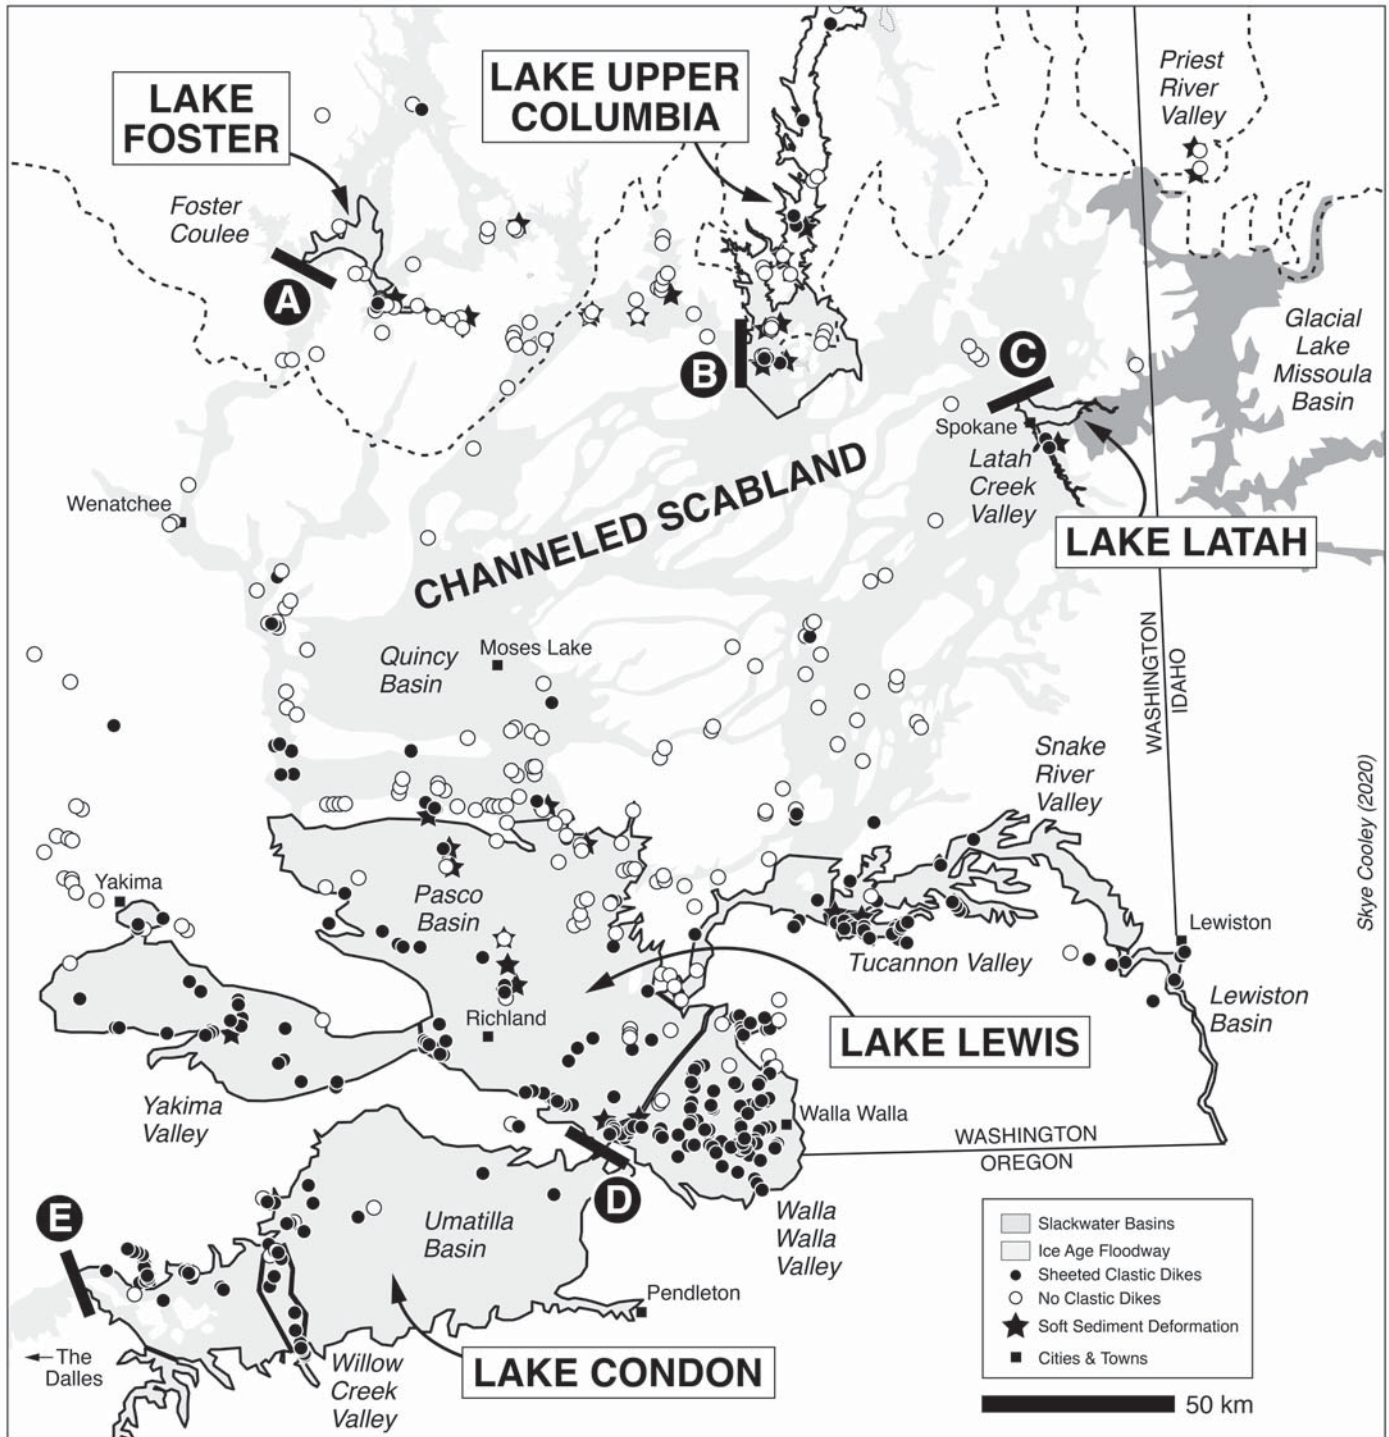 LAKE
FOSTER
LAKE UPPER
COLUMBIA
Priest
River
Valley
Foster
Coulee
A
B
C
Glacial
Lake
Missoula
Basin
Spokane
Latah
Creek
Valley
LAKE LATAH
CHANNELED SCABLAND
Wenatchee
Quincy
Basin
Moses Lake
WASHINGTON
IDAHO
Snake
River
Valley
Skye Cooley (2020)
Yakima
Pasco
Basin
Lewiston
Tucannon Valley
Lewiston
Basin
Richland
LAKE LEWIS
Yakima
Valley
Walla Walla
WASHINGTON
OREGON
D
E
Umatilla
Basin
Walla
Walla
Valley
Pendleton
The
Dalles
Willow
Creek
Valley
LAKE CONDON
Slackwater Basins
Ice Age Floodway
Sheeted Clastic Dikes
No Clastic Dikes
Soft Sediment Deformation
Cities & Towns
50 km